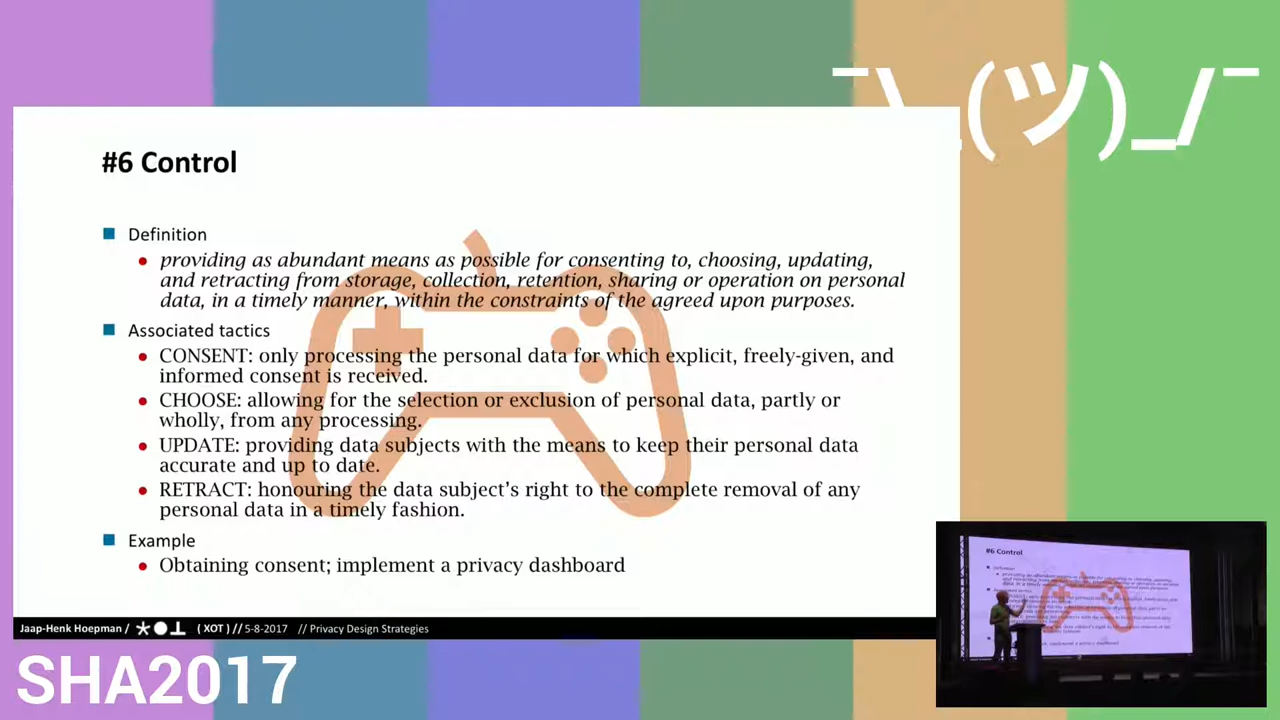 ¯\_(ツ)_/¯
#6 Control
Definition
providing as abundant means as possible for consenting to, choosing, updating,
and retracting from storage, collection, retention, sharing or operation on personal
data, in a timely manner, within the constraints of the agreed upon purposes.
Associated tactics
CONSENT: only processing the personal data for which explicit, freely-given, and
informed consent is received.
CHOOSE: allowing for the selection or exclusion of personal data, partly or
wholly, from any processing.
UPDATE: providing data subjects with the means to keep their personal data
accurate and up to date.
RETRACT: honouring the data subject's right to the complete removal of any
personal data in a timely fashion.
Example
Obtaining consent; implement a privacy dashboard
Jaap-Henk Hoepman / (XOT) // 5-8-2017 // Privacy Design Strategies
SHA2017
#6 Control